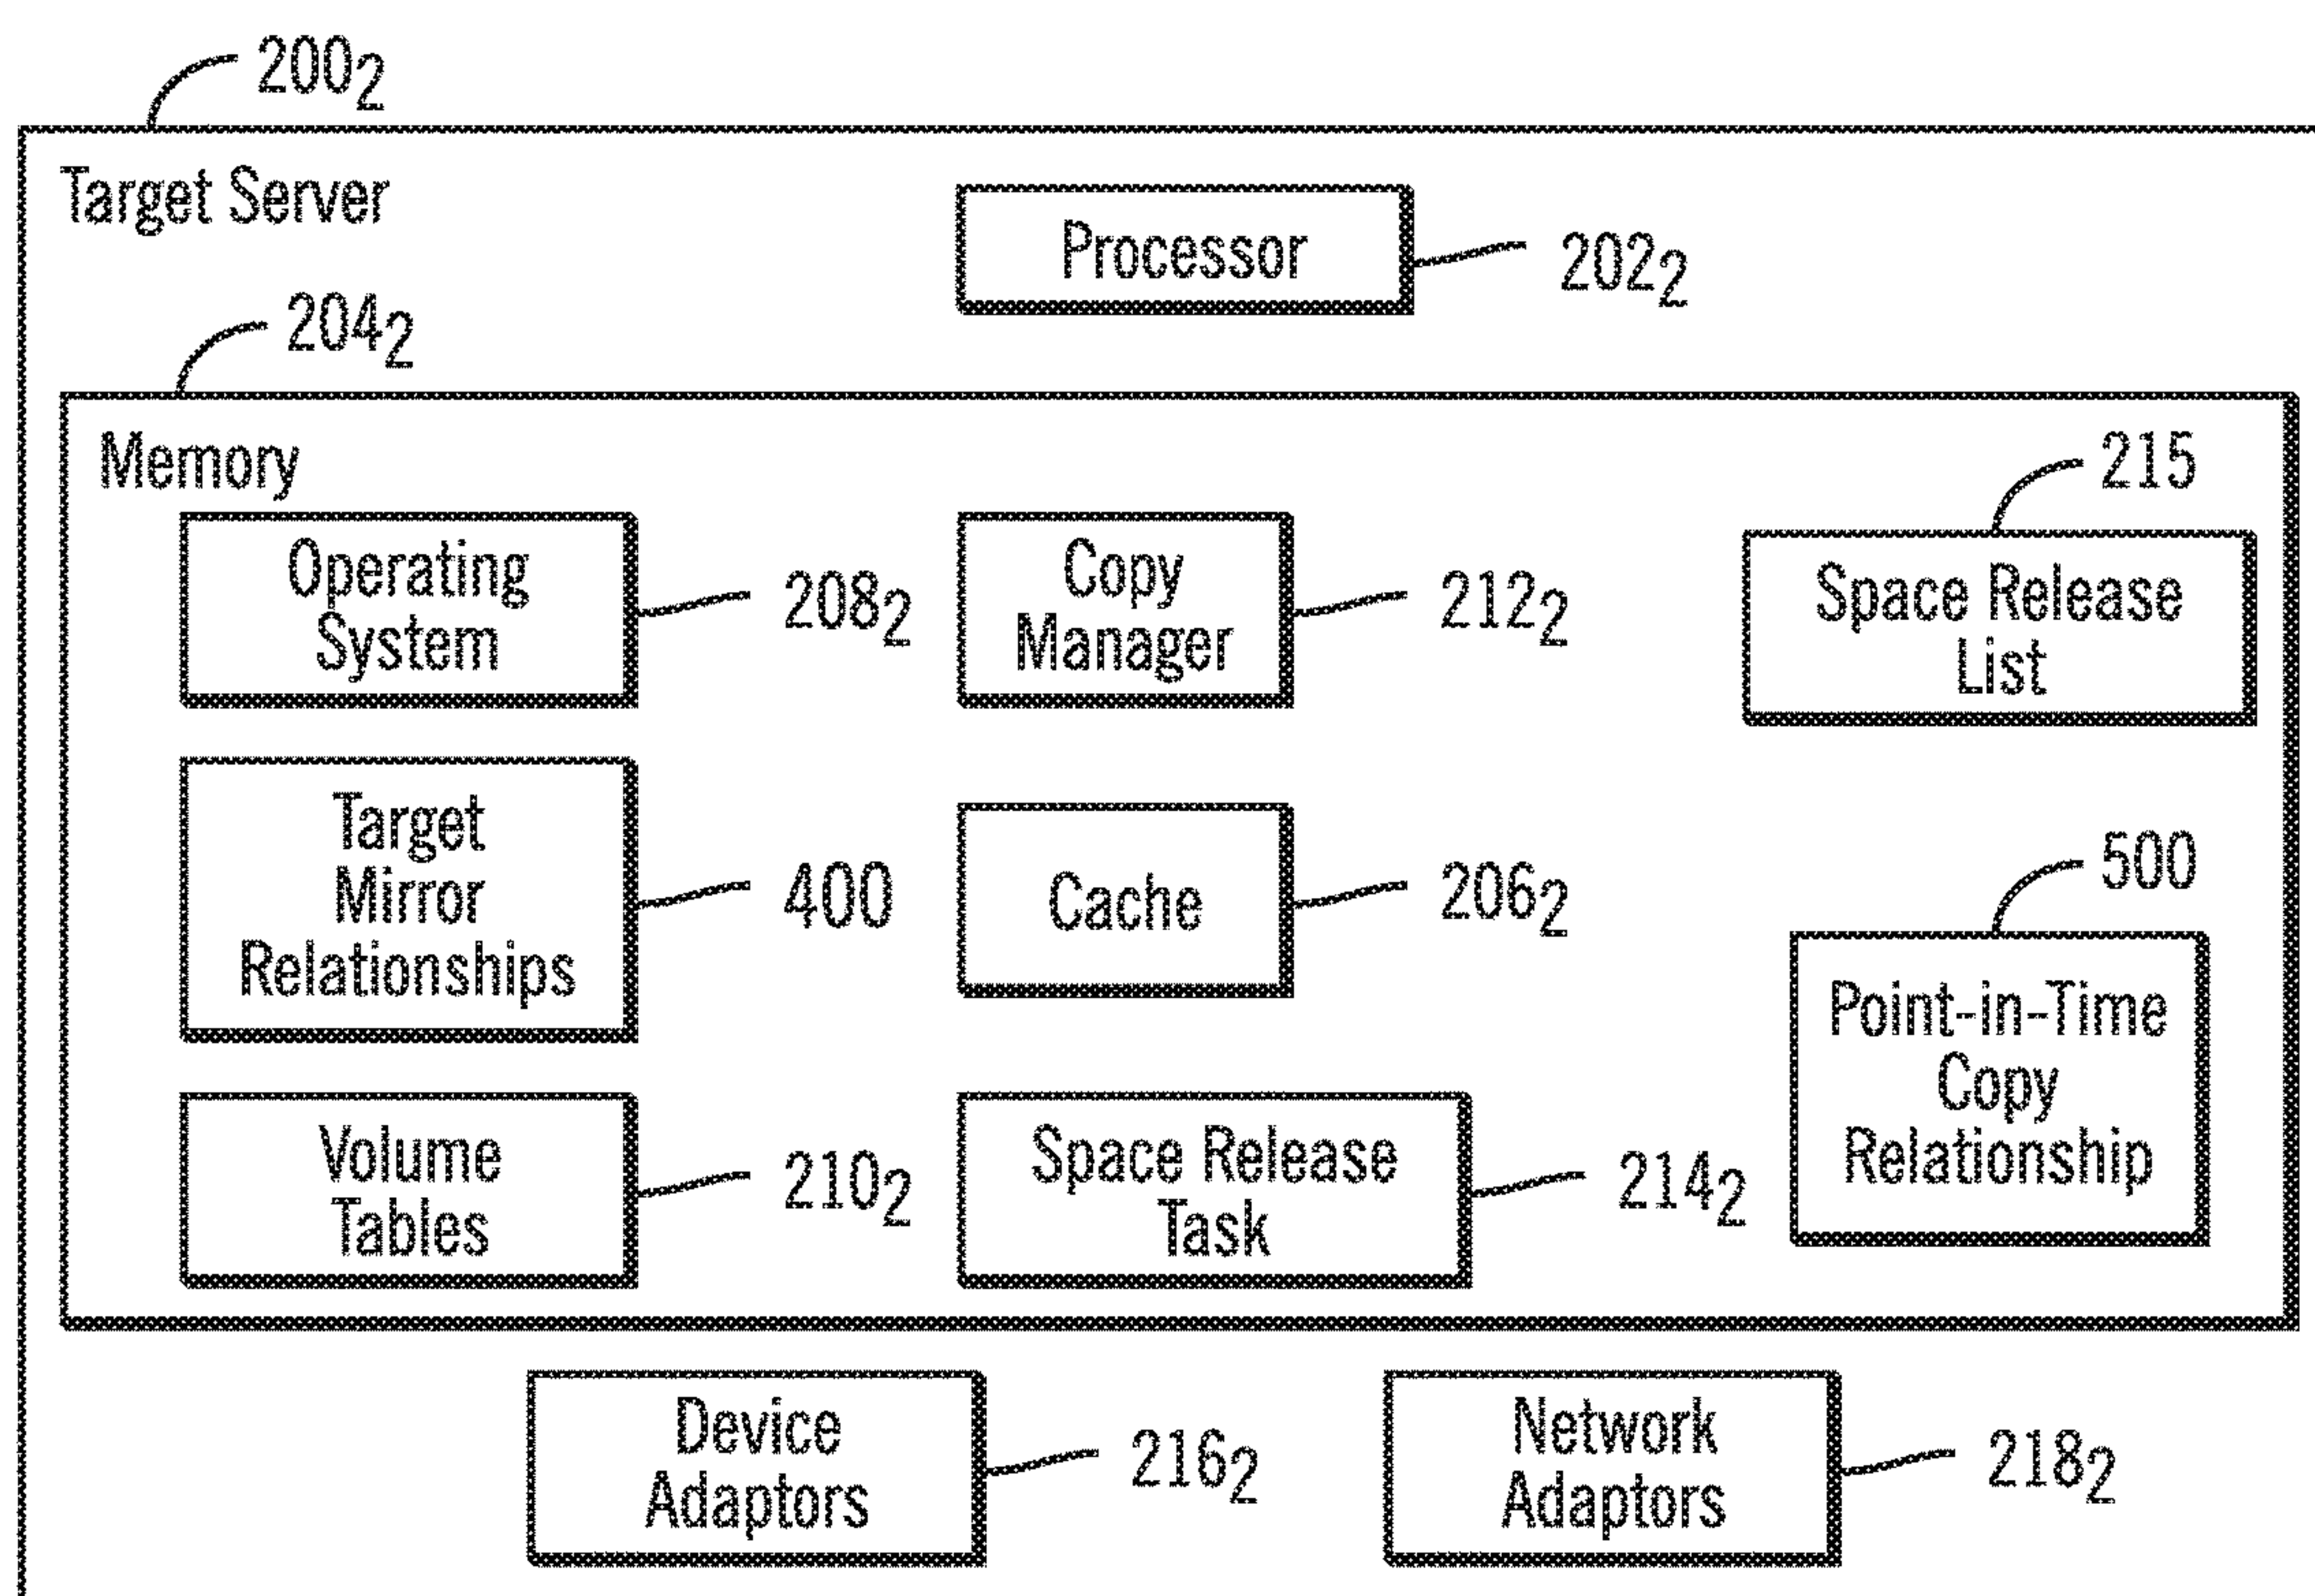 200₂
Target Server
Processor
202₂
204₂
Memory
215
Operating
System
208₂
Copy
Manager
212₂
Space Release
List
Target
Mirror
Relationships
400
Cache
206₂
500
Point-in-Time
Copy
Relationship
Volume
Tables
210₂
Space Release
Task
214₂
Device
Adaptors
216₂
Network
Adaptors
218₂